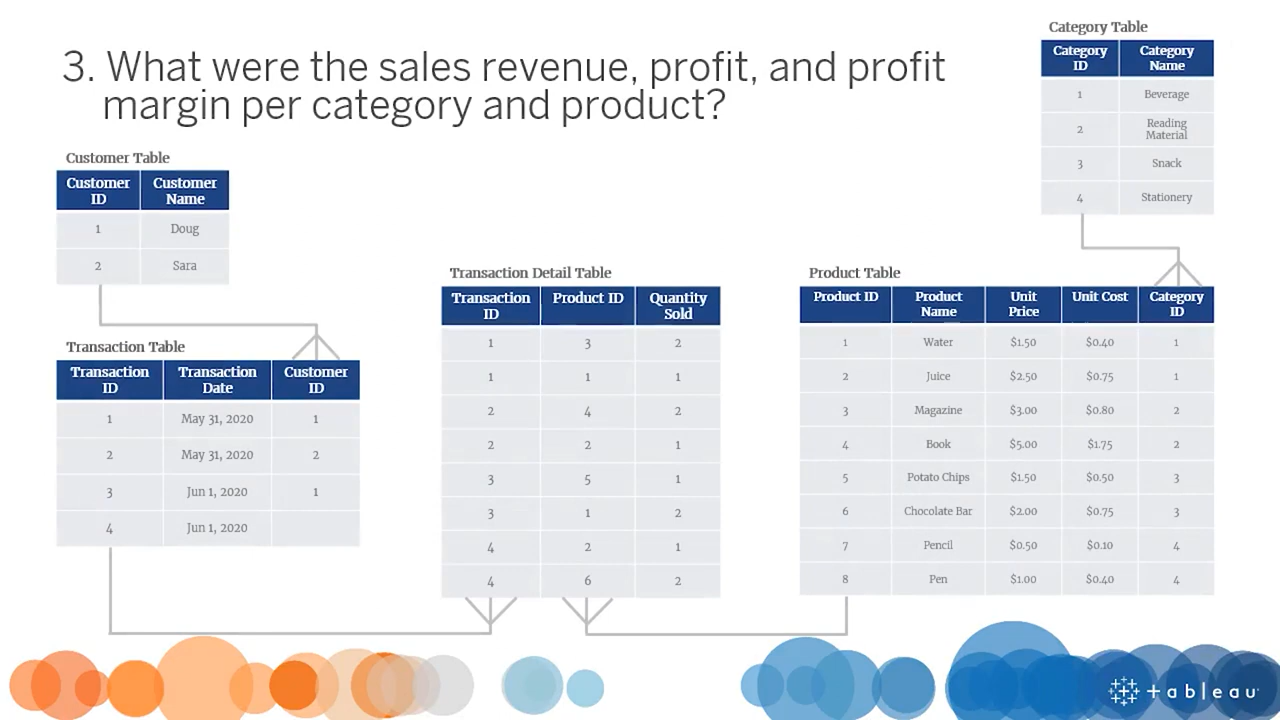 3. What were the sales revenue, profit, and profit
margin per category and product?
Category Table
Category ID | Category Name
1 | Beverage
2 | Reading Material
3 | Snack
4 | Stationery
Customer Table
Customer ID | Customer Name
1 | Doug
2 | Sara
Transaction Table
Transaction ID | Transaction Date | Customer ID
1 | May 31, 2020 | 1
2 | May 31, 2020 | 2
3 | Jun 1, 2020 | 1
4 | Jun 1, 2020
Transaction Detail Table
Transaction ID | Product ID | Quantity Sold
1 | 3 | 2
1 | 1 | 1
2 | 4 | 2
2 | 2 | 1
3 | 5 | 1
3 | 1 | 2
4 | 2 | 1
4 | 6 | 2
Product Table
Product ID | Product Name | Unit Price | Unit Cost | Category ID
1 | Water | $1.50 | $0.40 | 1
2 | Juice | $2.50 | $0.75 | 1
3 | Magazine | $3.00 | $0.80 | 2
4 | Book | $5.00 | $1.75 | 2
5 | Potato Chips | $1.50 | $0.50 | 3
6 | Chocolate Bar | $2.00 | $0.75 | 3
7 | Pencil | $0.50 | $0.10 | 4
8 | Pen | $1.00 | $0.40 | 4
tableau